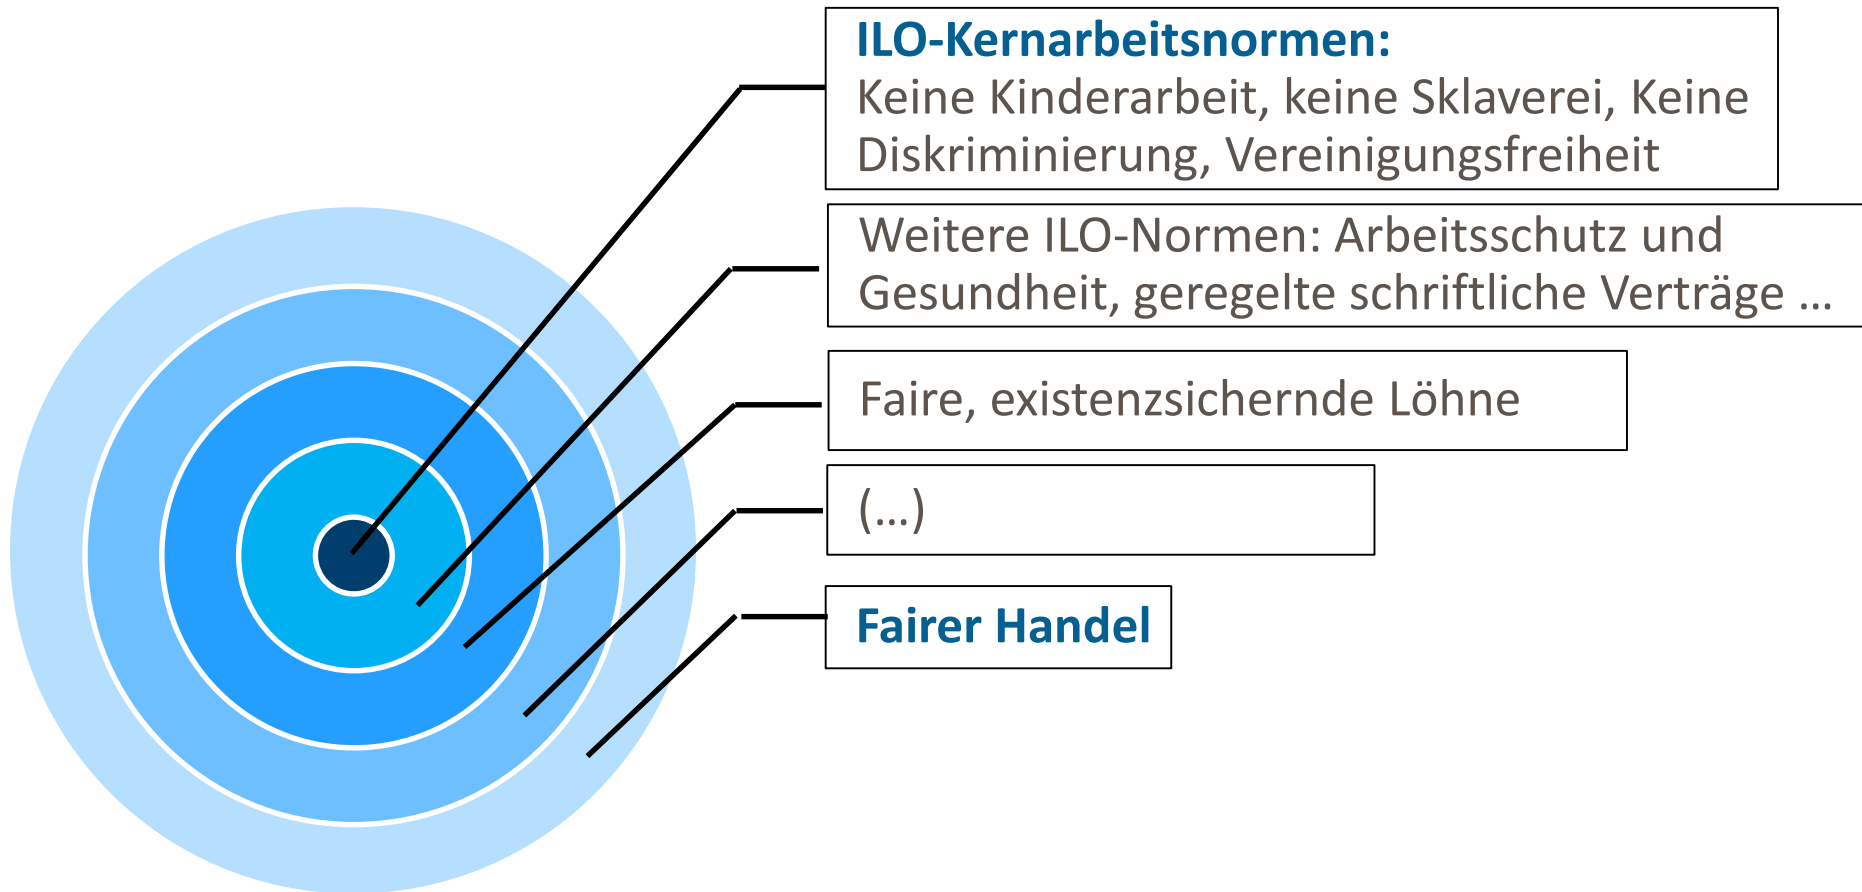 ILO-Kernarbeitsnormen:
Keine Kinderarbeit, keine Sklaverei, Keine
Diskriminierung, Vereinigungsfreiheit
Weitere ILO-Normen: Arbeitsschutz und
Gesundheit, geregelte schriftliche Verträge ...
Faire, existenzsichernde Löhne
(...)
Fairer Handel